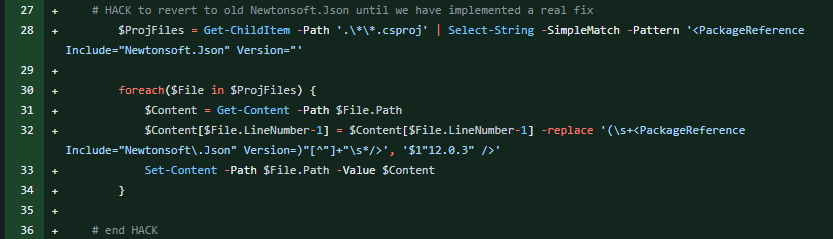 27 + # HACK to revert to old Newtonsoft.Json until we have implemented a real fix
28 + $ProjFiles = Get-ChildItem -Path '.\*\*.csproj' | Select-String -SimpleMatch -Pattern '<PackageReference
Include="Newtonsoft.Json" Version="'
29 +
30 + foreach($File in $ProjFiles) {
31 + $Content = Get-Content -Path $File.Path
32 + $Content[$File.LineNumber-1] = $Content[$File.LineNumber-1] -replace '(\s+<PackageReference
Include="Newtonsoft\.Json" Version=)"[^"]+"\s*/>', '$1"12.0.3" />'
33 + Set-Content -Path $File.Path -Value $Content
34 + }
35 +
36 + # end HACK